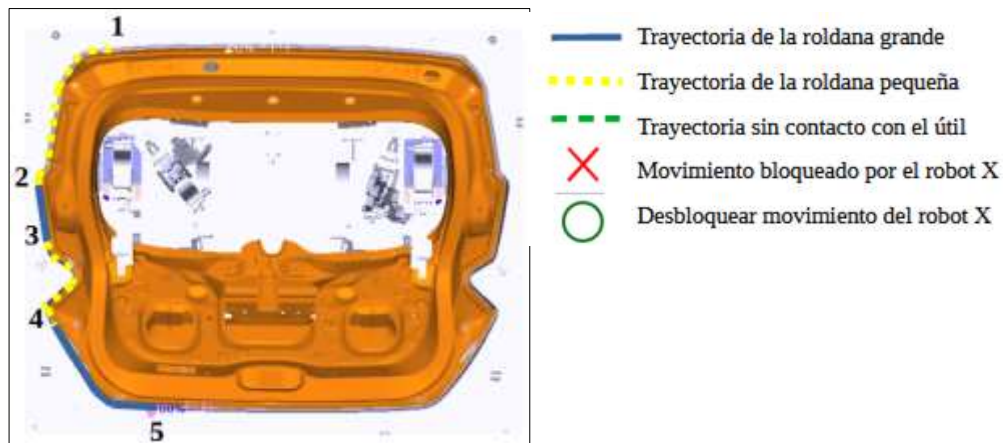 1
2
3
4
5
Trayectoria de la roldana grande
Trayectoria de la roldana pequeña
Trayectoria sin contacto con el útil
Movimiento bloqueado por el robot X
Desbloquear movimiento del robot X